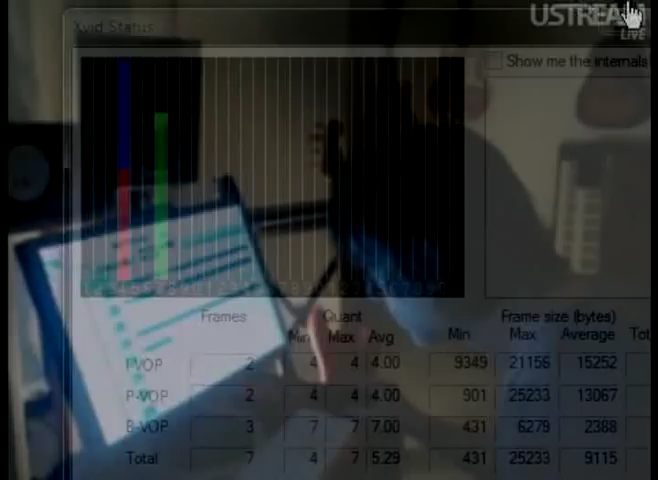 USTREAM
LIVE
Xvid Status
Show me the internals
Frames Quant Frame size (bytes)
Min Max Avg Min Max Average Tot
I-VOP 2 4 4 4.00 9349 21156 15252
P-VOP 2 4 4 4.00 901 25233 13067
B-VOP 3 7 7 7.00 431 6279 2388
Total 7 4 7 5.29 431 25233 9115